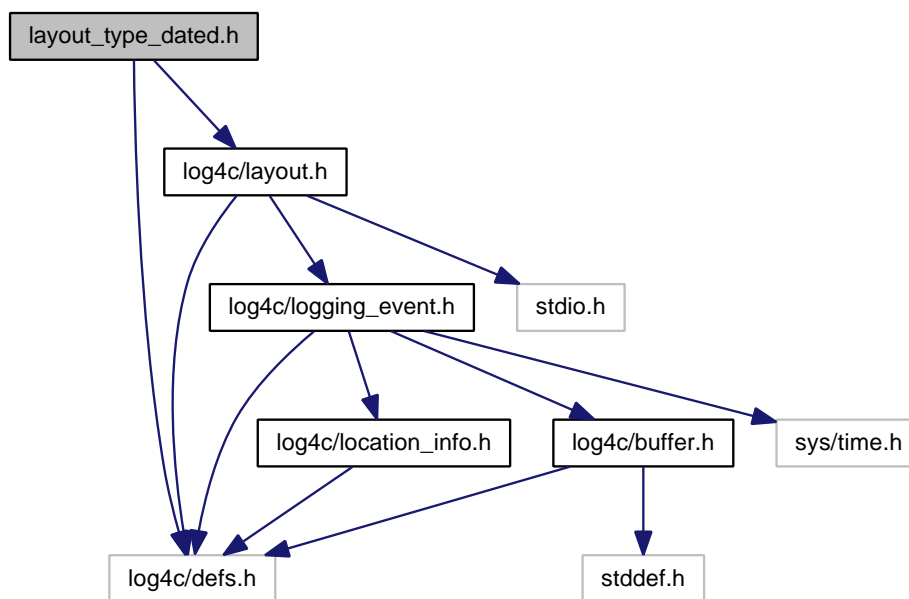 layout_type_dated.h
log4c/layout.h
log4c/logging_event.h
stdio.h
log4c/location_info.h
log4c/buffer.h
sys/time.h
log4c/defs.h
stddef.h